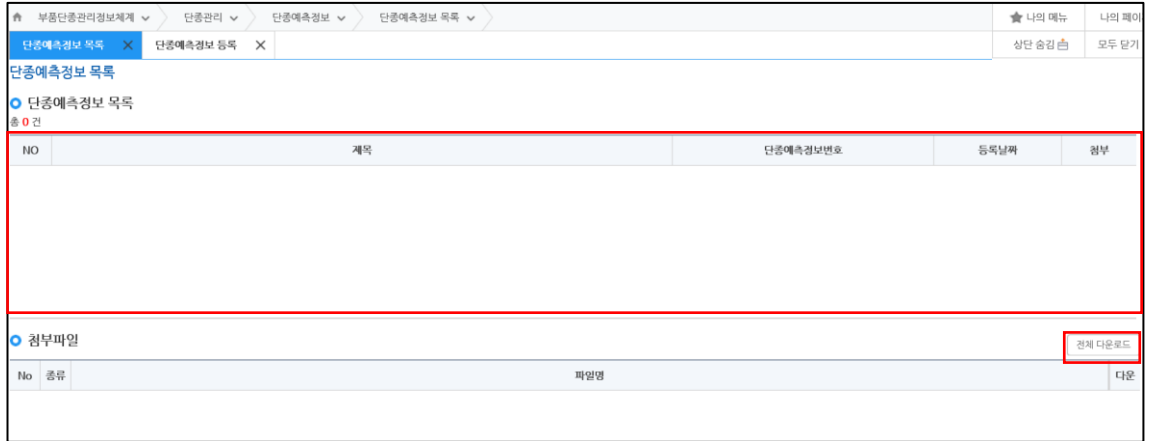 부품단종관리정보체계 단종관리 단종예측정보 단종예측정보 목록 나의 메뉴 나의 페이
단종예측정보 목록 단종예측정보 등록 상단 숨김 모두 닫기
단종예측정보 목록
단종예측정보 목록
총 0 건
NO 제목 단종예측정보번호 등록날짜 첨부
첨부파일 전체 다운로드
No 종류 파일명 다운